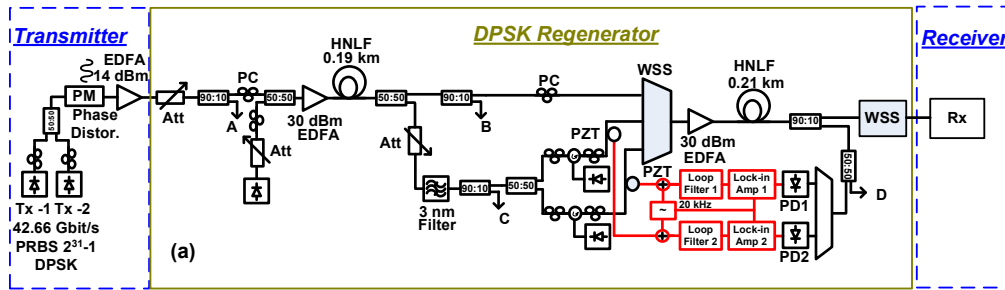 Transmitter
DPSK Regenerator
Receiver
EDFA
14 dBm
PM
Phase
Distor.
50:50
Tx -1 Tx -2
42.66 Gbit/s
PRBS 2³¹-1
DPSK
Att
90:10
A
PC
50:50
30 dBm
EDFA
HNLF
0.19 km
50:50
90:10
B
PC
WSS
Att
3 nm
Filter
90:10
C
50:50
PZT
PZT
30 dBm
EDFA
HNLF
0.21 km
90:10
WSS
Rx
50:50
D
Loop
Filter 1
Lock-in
Amp 1
PD1
~
20 kHz
Loop
Filter 2
Lock-in
Amp 2
PD2
(a)